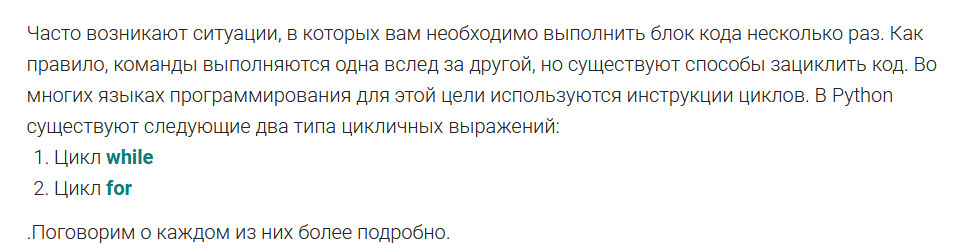 Часто возникают ситуации, в которых вам необходимо выполнить блок кода несколько раз. Как
правило, команды выполняются одна вслед за другой, но существуют способы зациклить код. Во
многих языках программирования для этой цели используются инструкции циклов. В Python
существуют следующие два типа цикличных выражений:
1. Цикл while
2. Цикл for
.Поговорим о каждом из них более подробно.